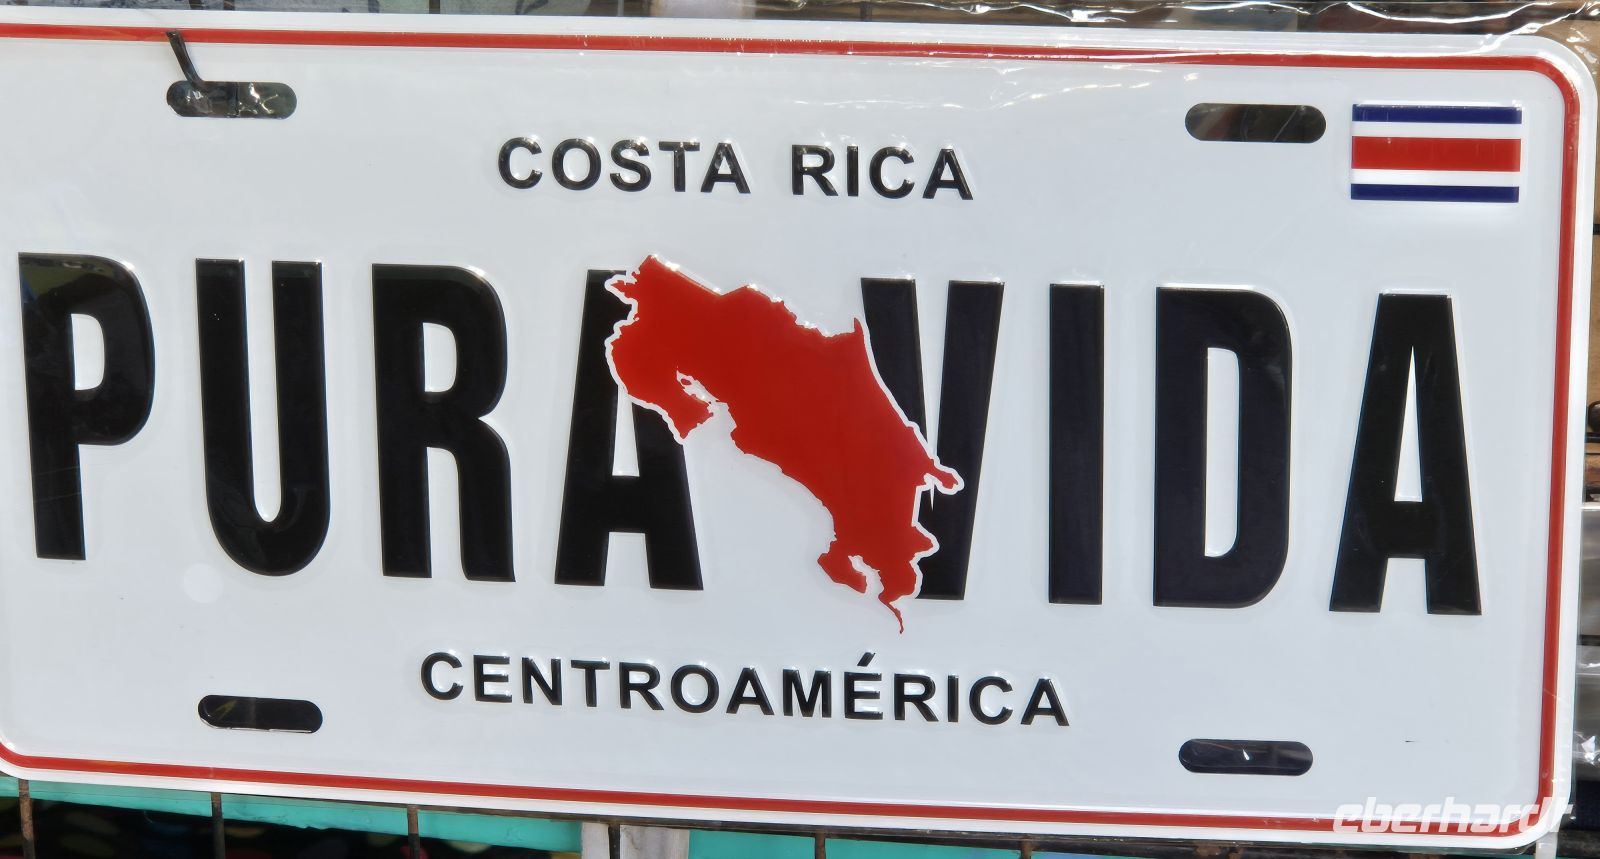 COSTA RICA
PURA VIDA
CENTROAMÉRICA
eberhardt